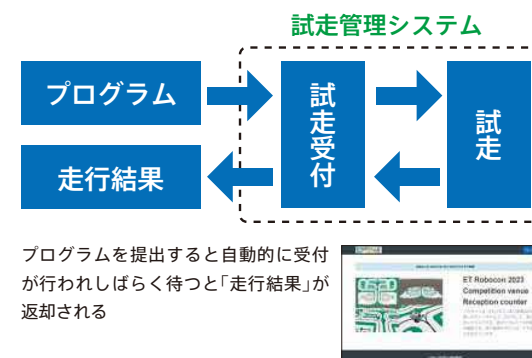 試走管理システム
プログラム
試走受付
試走
走行結果
プログラムを提出すると自動的に受付
が行われしばらく待つと「走行結果」が
返却される
ET Robocon 2023
Competition venue
Reception counter